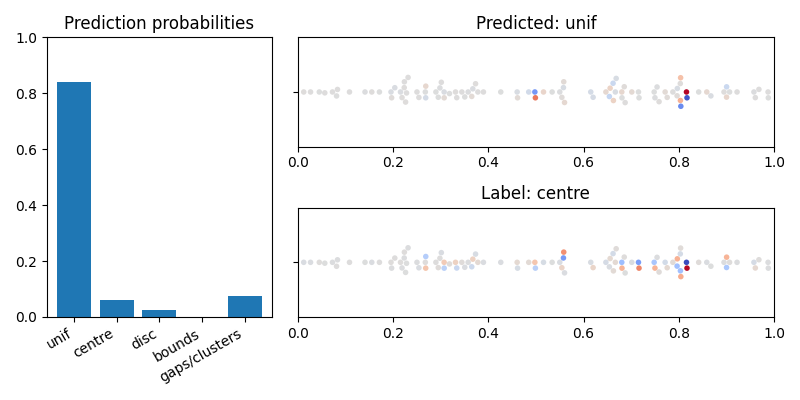 Prediction probabilities
1.0
0.8
0.6
0.4
0.2
0.0
unif
centre
disc
bounds
gaps/clusters
Predicted: unif
0.0 0.2 0.4 0.6 0.8 1.0
Label: centre
0.0 0.2 0.4 0.6 0.8 1.0